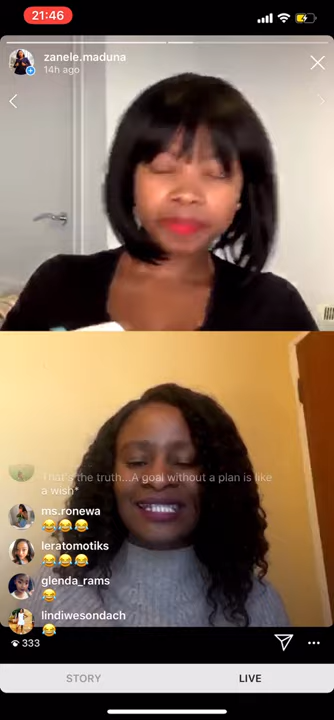 21:46
zanele.maduna
14h ago
That's the truth...A goal without a plan is like
a wish*
ms.ronewa
😂😂😂
leratomotiks
😂😂😂
glenda_rams
😂
lindiwesondach
😂
333
STORY
LIVE